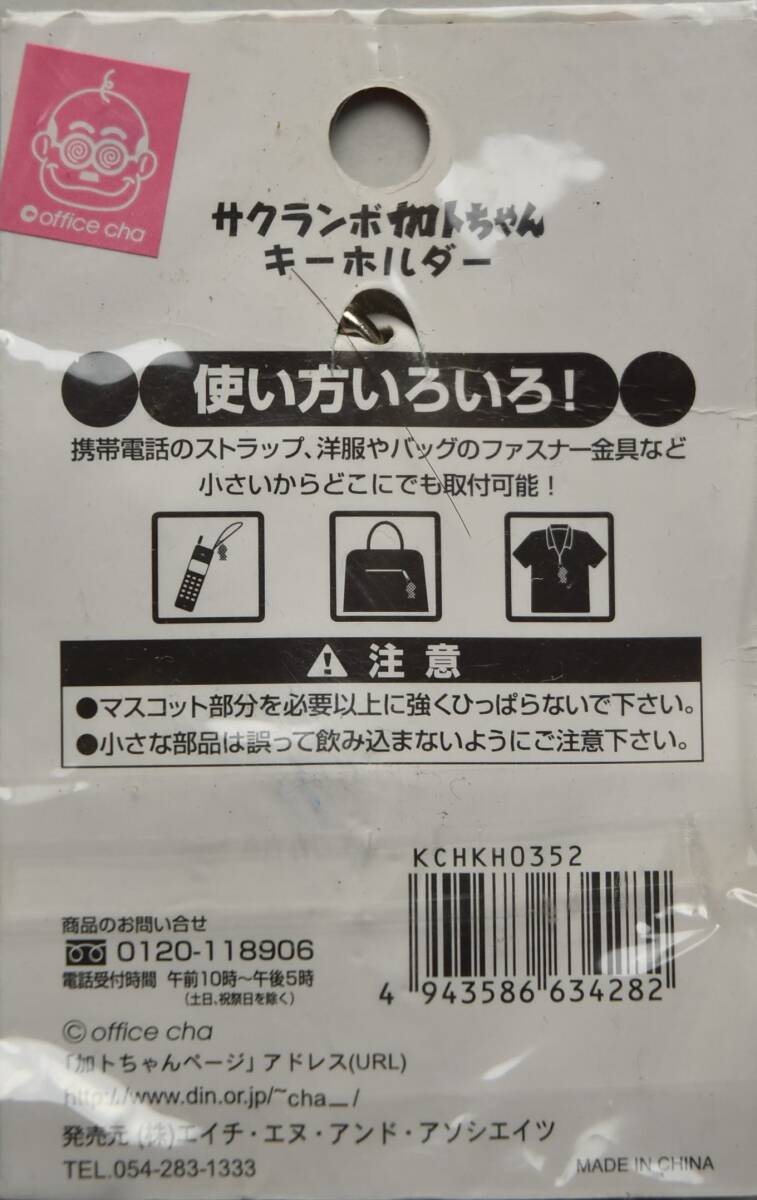 ©office cha
サクランボ加トちゃん
キーホルダー
使い方いろいろ!
携帯電話のストラップ、洋服やバッグのファスナー金具など
小さいからどこにでも取付可能!
注意
●マスコット部分を必要以上に強くひっぱらないで下さい。
●小さな部品は誤って飲み込まないようにご注意下さい。
KCHKH0352
4 943586 634282
商品のお問い合せ
0120-118906
電話受付時間 午前10時〜午後5時
(土日、祝祭日を除く)
©office cha
「加トちゃんページ」アドレス(URL)
http://www.din.or.jp/~cha_/
発売元 (株)エイチ・エヌ・アンド・アソシエイツ
TEL.054-283-1333
MADE IN CHINA